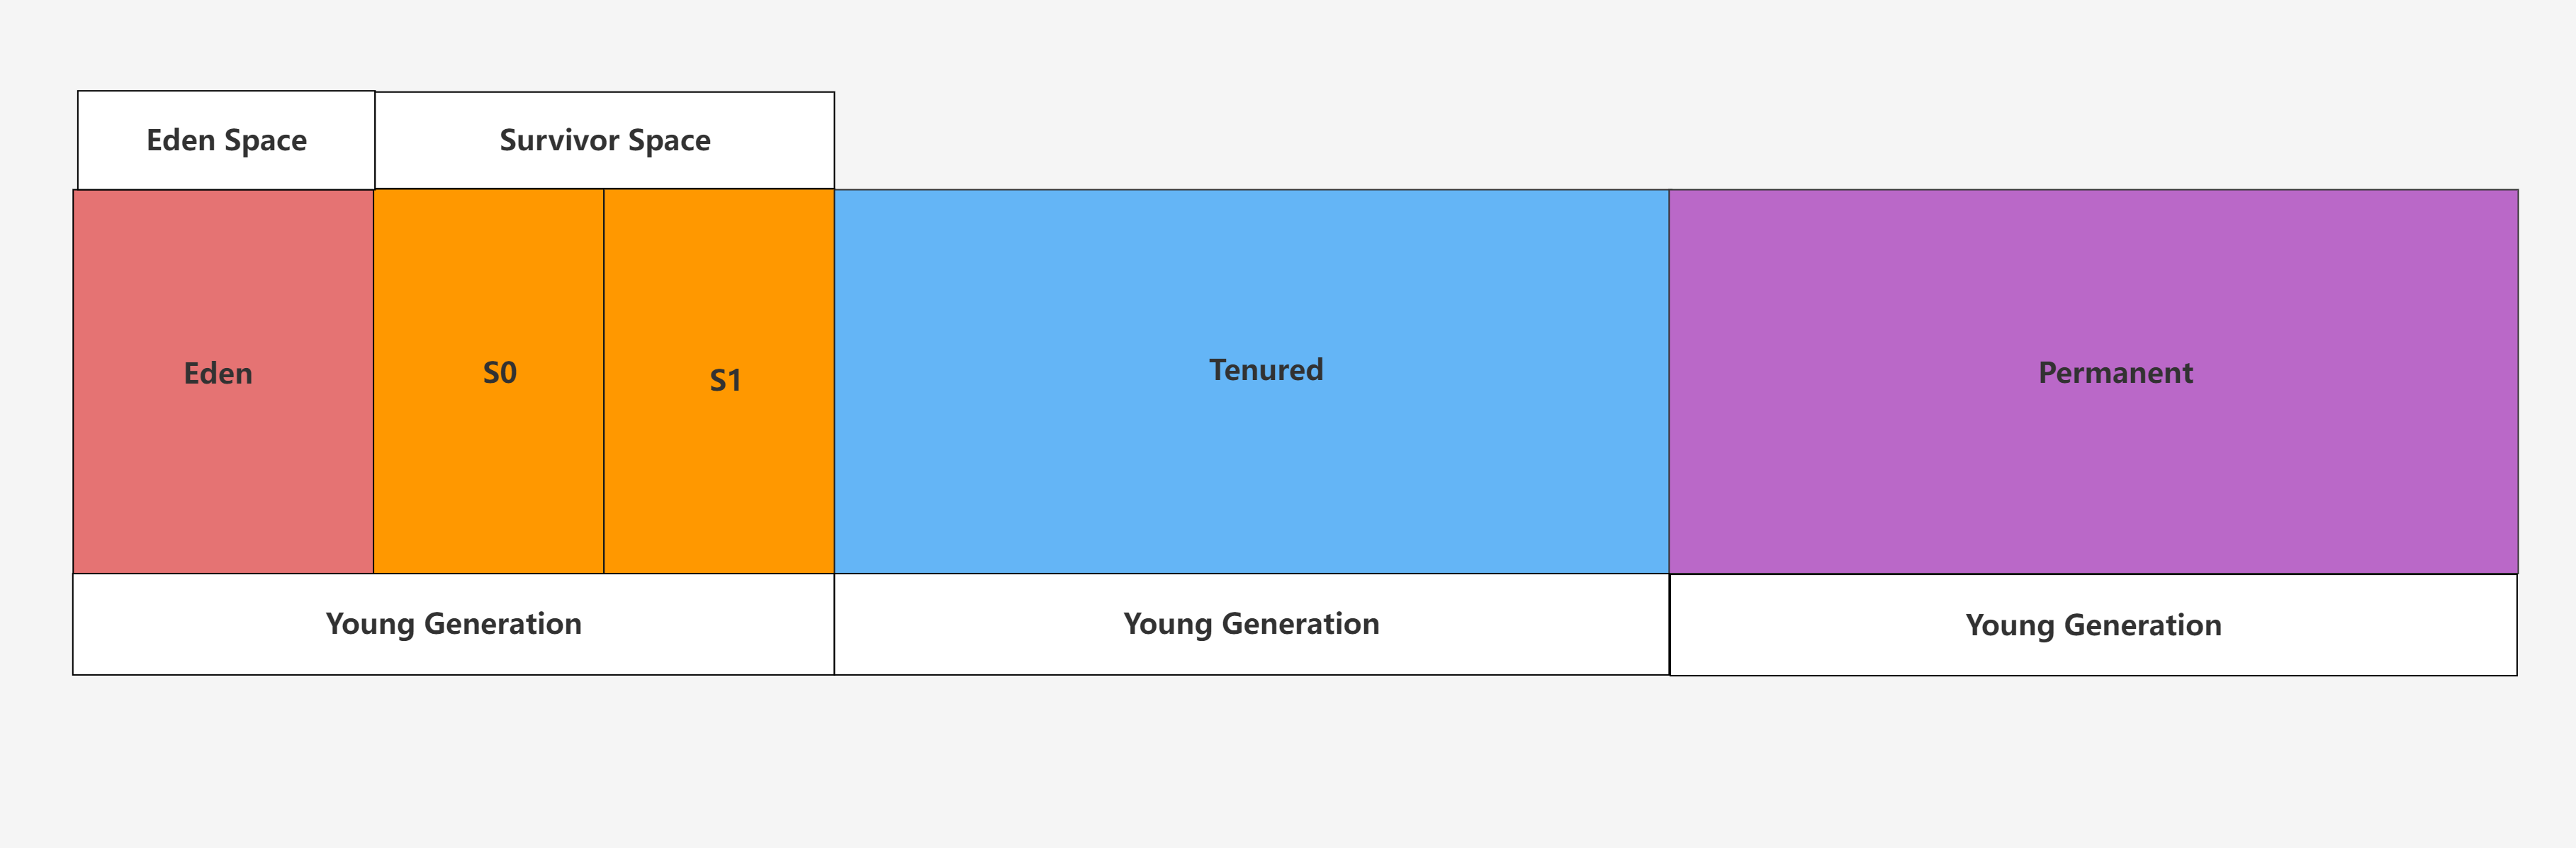 Eden Space
Survivor Space
Eden
S0
S1
Tenured
Permanent
Young Generation
Young Generation
Young Generation